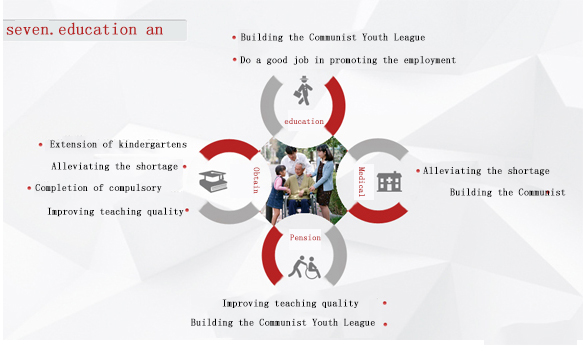 seven. education an
Building the Communist Youth League
Do a good job in promoting the employment
education
Extension of kindergartens
Alleviating the shortage
Completion of compulsory
Improving teaching quality
Obtain
Medical
Alleviating the shortage
Building the Communist
Pension
Improving teaching quality
Building the Communist Youth League